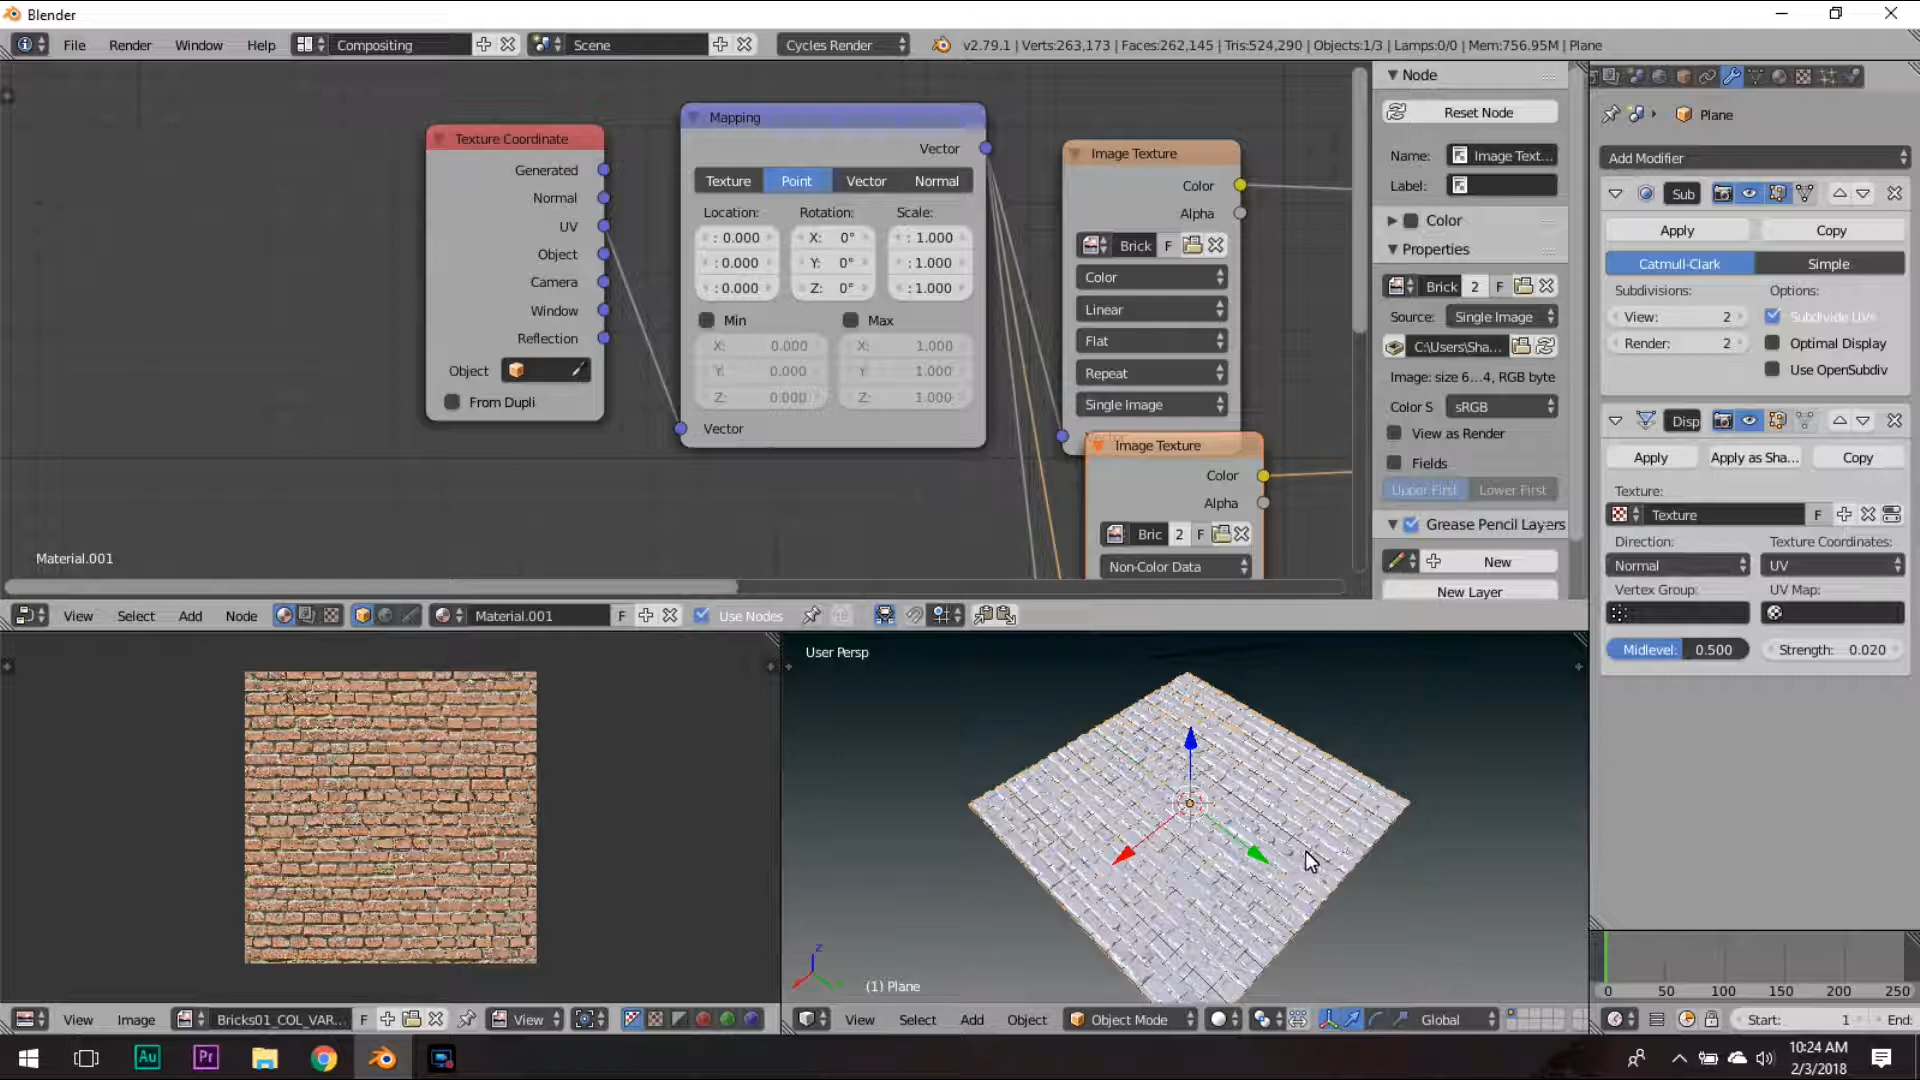 Blender
File Render Window Help Compositing Scene Cycles Render v2.79.1 | Verts:263,173 | Faces:262,145 | Tris:524,290 | Objects:1/3 | Lamps:0/0 | Mem:756.95M | Plane
Texture Coordinate
Generated
Normal
UV
Object
Camera
Window
Reflection
Object
From Dupli
Mapping
Vector
Texture Point Vector Normal
Location: Rotation: Scale:
: 0.000 X: 0° : 1.000
: 0.000 Y: 0° : 1.000
: 0.000 Z: 0° : 1.000
Min Max
X: 0.000 X: 1.000
Y: 0.000 Y 1.000
Z: 0.000 Z: 1.000
Vector
Image Texture
Color
Alpha
Brick F
Color
Linear
Flat
Repeat
Single Image
Image Texture
Color
Alpha
Bric 2 F
Non-Color Data
Material.001
Node
Reset Node
Name: Image Text...
Label:
Color
Properties
Brick 2 F
Source: Single Image
C:\Users\Sha...
Image: size 6...4, RGB byte
Color S sRGB
View as Render
Fields
Upper First Lower First
Grease Pencil Layers
New
New Layer
Plane
Add Modifier
Sub
Apply Copy
Catmull-Clark Simple
Subdivisions: Options:
View: 2 Subdivide UVs
Render: 2 Optimal Display
Use OpenSubdiv
Disp
Apply Apply as Sha... Copy
Texture:
Texture F
Direction: Texture Coordinates:
Normal UV
Vertex Group: UV Map:
Midlevel: 0.500 Strength: 0.020
View Select Add Node Material.001 F Use Nodes
User Persp
z
(1) Plane
0 50 100 150 200 250
View Image Bricks01_COL_VAR... F View
View Select Add Object Object Mode Global
Start: 1 End:
Au Pr
10:24 AM
2/3/2018